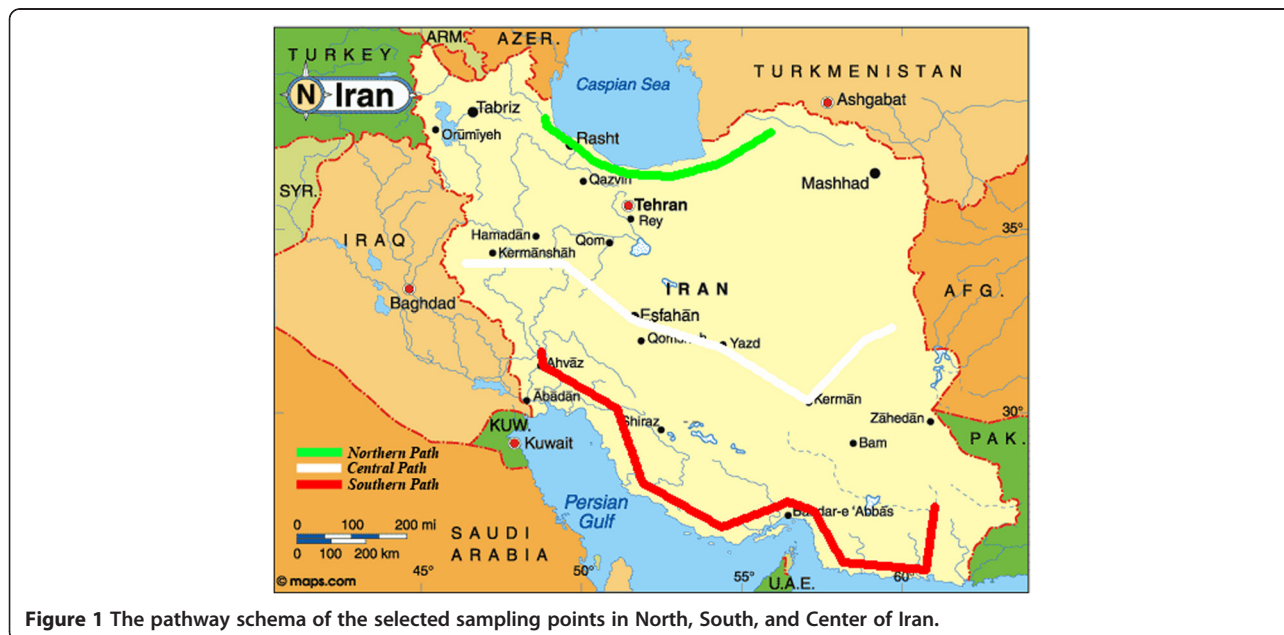 TURKEY
ARM.
AZER.
Caspian Sea
TURKMENISTAN
N Iran
Tabriz
Ashgabat
Orūmīyeh
Rasht
Mashhad
SYR.
Qazvin
Tehran
Rey
35°
IRAQ
Hamadān
Qom
Kermānshāh
IRAN
AFG.
Baghdad
Eṣfahān
Yazd
Ahvāz
Ābādān
Kermān
30°
Shiraz
Zāhedān
KUW.
Kuwait
Bam
PAK.
Northern Path
Central Path
Southern Path
Persian
Gulf
Bandar-e 'Abbās
0 100 200 mi
0 100 200 km
SAUDI
ARABIA
45°
50°
55°
60°
U.A.E.
© maps.com
Figure 1 The pathway schema of the selected sampling points in North, South, and Center of Iran.